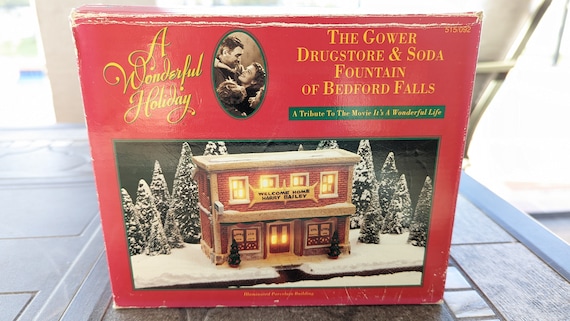 515/092
A
Wonderful
Holiday
The Gower
Drugstore & Soda
Fountain
of Bedford Falls
A Tribute To The Movie It's A Wonderful Life
WELCOME HOME
HARRY BAILEY
Illuminated Porcelain Building